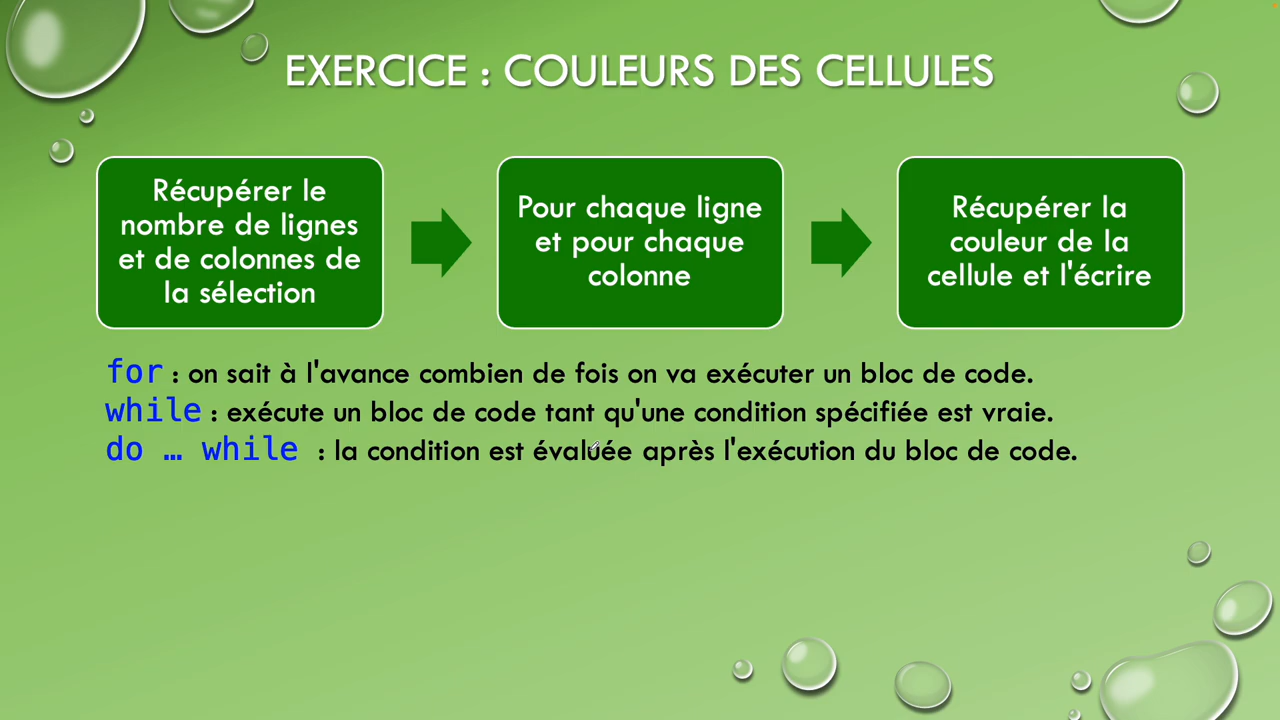 EXERCICE : COULEURS DES CELLULES
Récupérer le
nombre de lignes
et de colonnes de
la sélection
Pour chaque ligne
et pour chaque
colonne
Récupérer la
couleur de la
cellule et l'écrire
for : on sait à l'avance combien de fois on va exécuter un bloc de code.
while : exécute un bloc de code tant qu'une condition spécifiée est vraie.
do … while : la condition est évaluée après l'exécution du bloc de code.